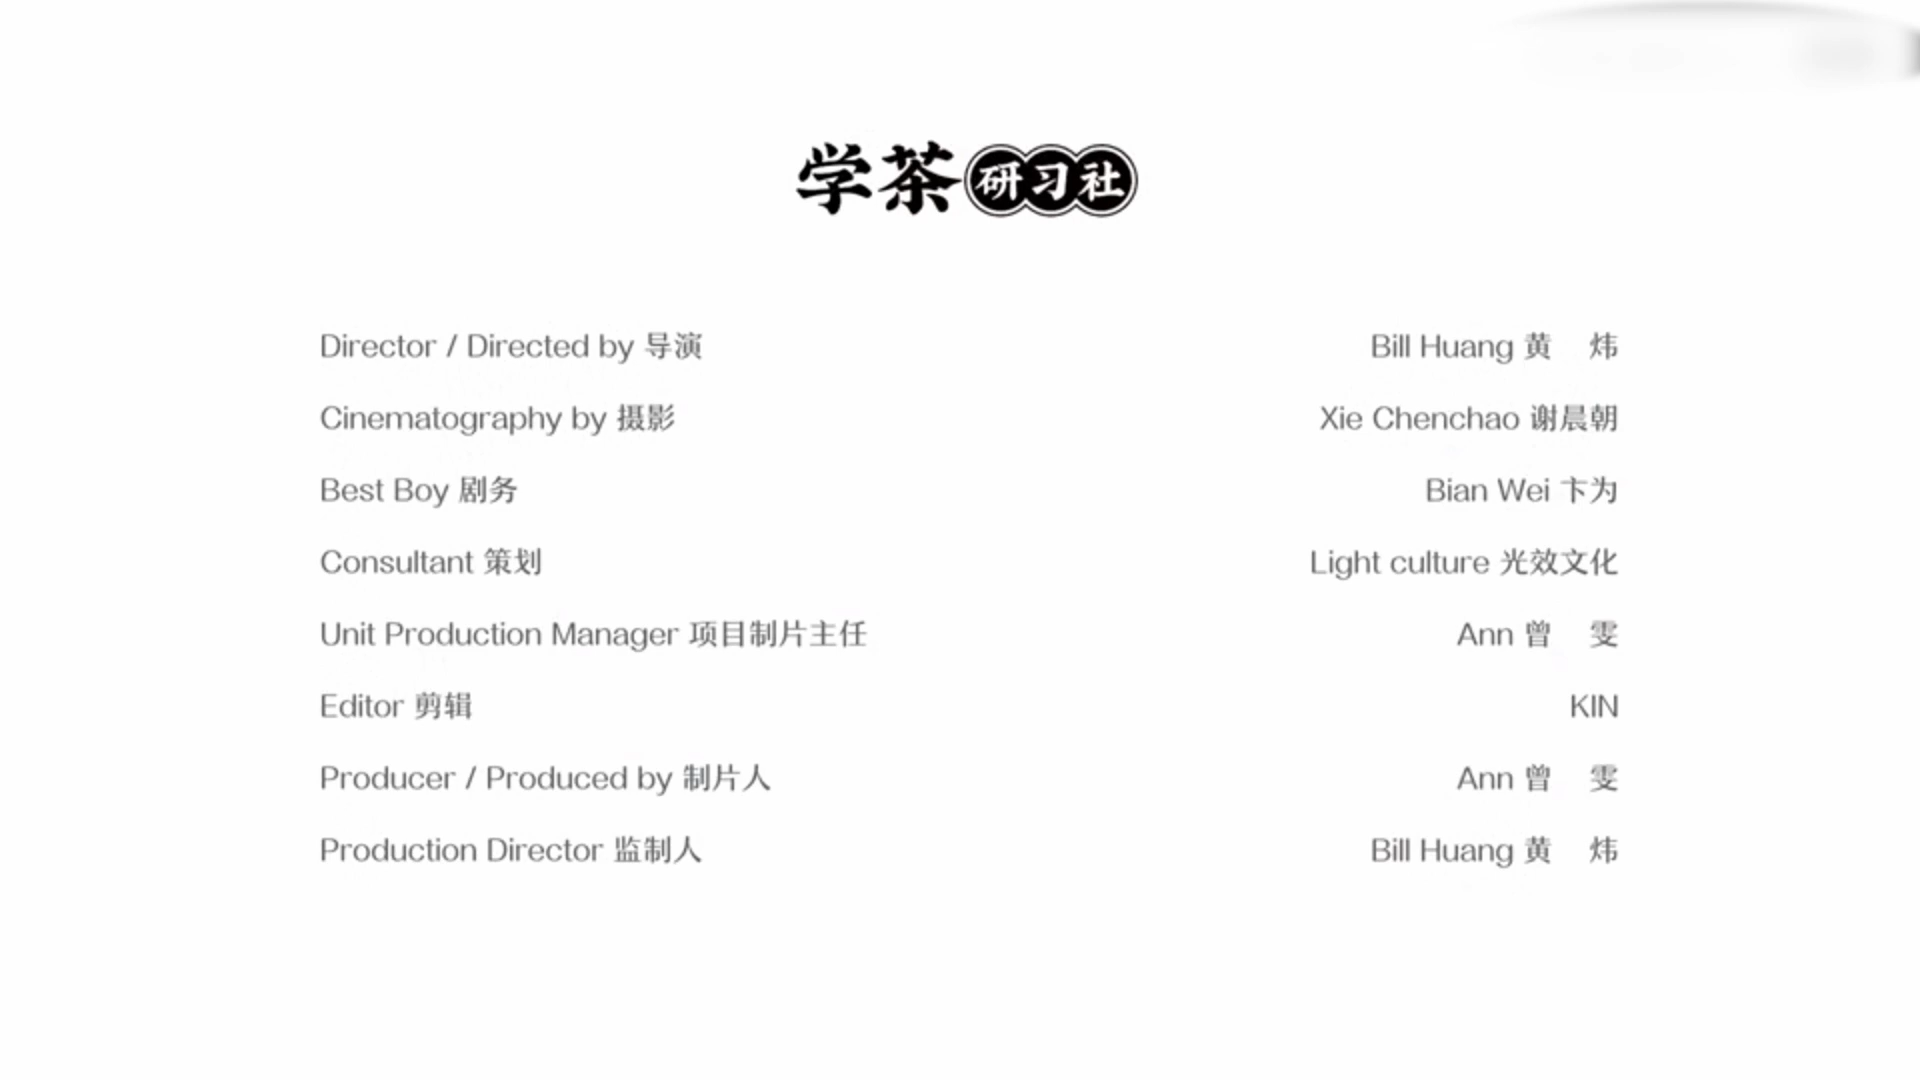 学茶研习社
Director / Directed by 导演 Bill Huang 黄 炜
Cinematography by 摄影 Xie Chenchao 谢晨朝
Best Boy 剧务 Bian Wei 卞为
Consultant 策划 Light culture 光效文化
Unit Production Manager 项目制片主任 Ann 曾 雯
Editor 剪辑 KIN
Producer / Produced by 制片人 Ann 曾 雯
Production Director 监制人 Bill Huang 黄 炜